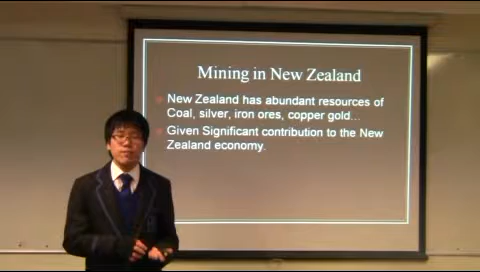 Mining in New Zealand
New Zealand has abundant resources of
Coal, silver, iron ores, copper gold…
Given Significant contribution to the New
Zealand economy.